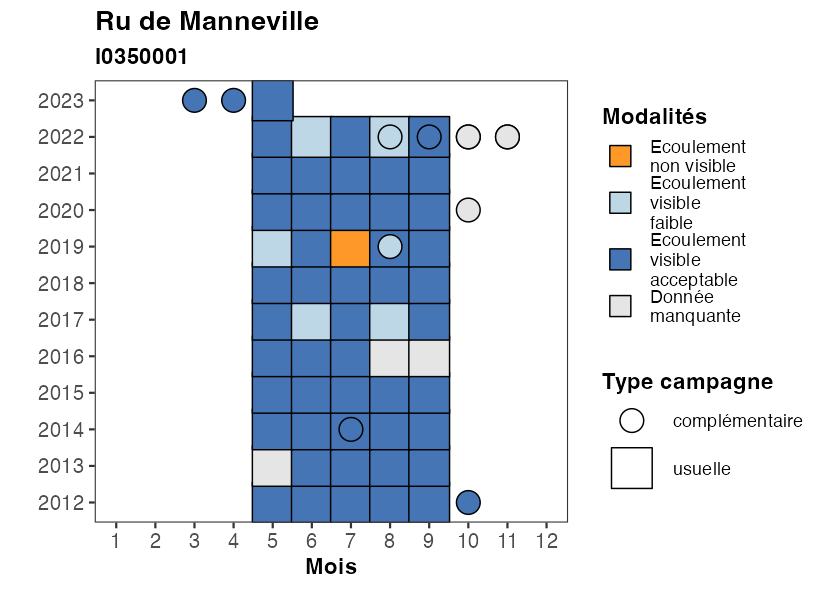 Ru de Manneville
I0350001
2023
2022
2021
2020
2019
2018
2017
2016
2015
2014
2013
2012
1 2 3 4 5 6 7 8 9 10 11 12
Mois
Modalités
Ecoulement
non visible
Ecoulement
visible
faible
Ecoulement
visible
acceptable
Donnée
manquante
Type campagne
complémentaire
usuelle